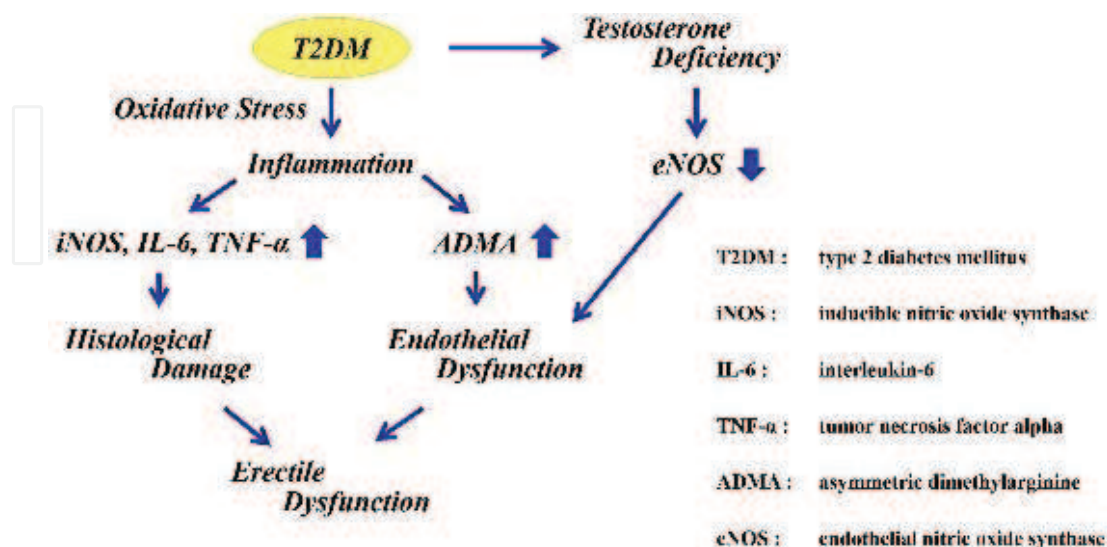 T2DM
Testosterone
Deficiency
Oxidative Stress
Inflammation
eNOS
iNOS, IL-6, TNF-α
ADMA
Histological
Damage
Endothelial
Dysfunction
Erectile
Dysfunction
T2DM : type 2 diabetes mellitus
iNOS : inducible nitric oxide synthase
IL-6 : interleukin-6
TNF-α : tumor necrosis factor alpha
ADMA : asymmetric dimethylarginine
eNOS : endothelial nitric oxide synthase